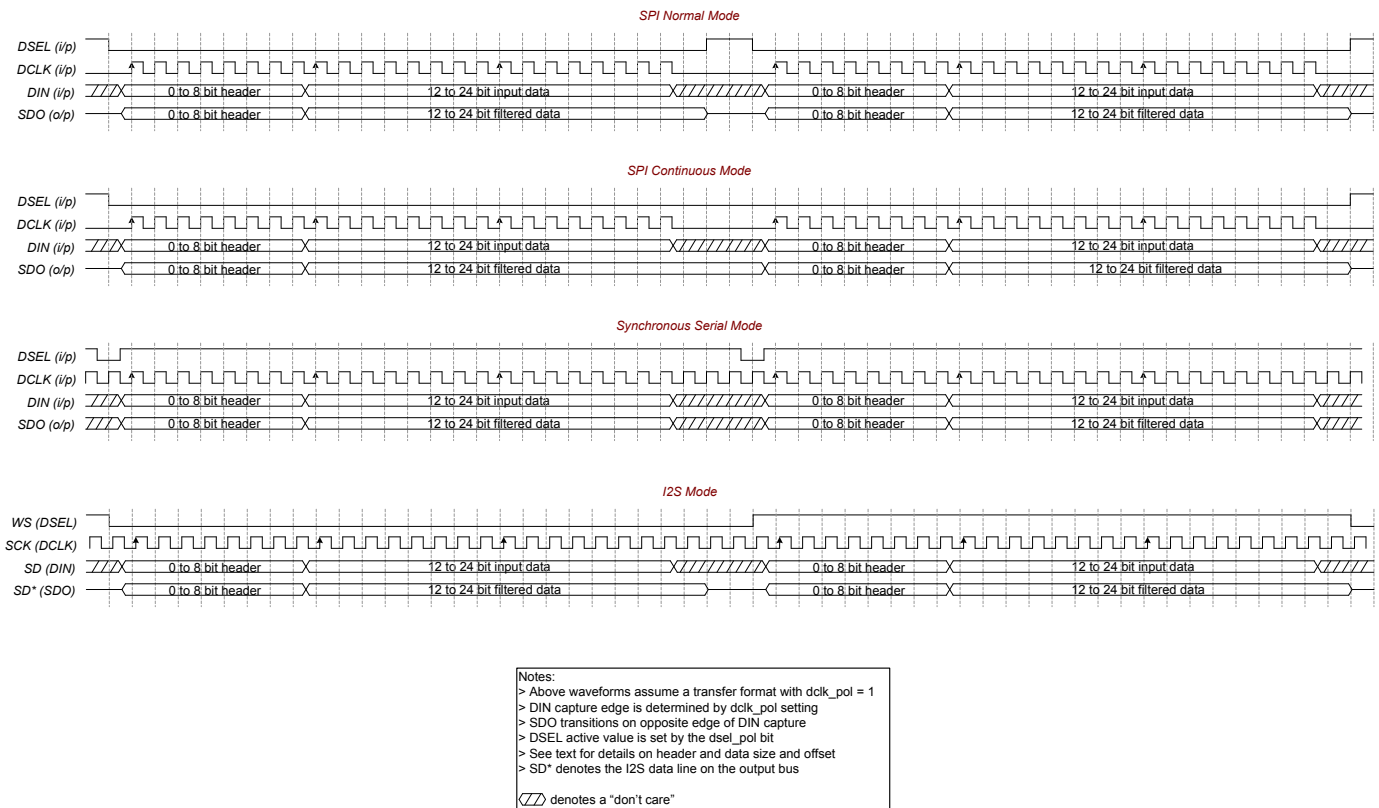 SPI Normal Mode
DSEL (i/p)
DCLK (i/p)
DIN (i/p) 0 to 8 bit header 12 to 24 bit input data 0 to 8 bit header 12 to 24 bit input data
SDO (o/p) 0 to 8 bit header 12 to 24 bit filtered data 0 to 8 bit header 12 to 24 bit filtered data
SPI Continuous Mode
DSEL (i/p)
DCLK (i/p)
DIN (i/p) 0 to 8 bit header 12 to 24 bit input data 0 to 8 bit header 12 to 24 bit input data
SDO (o/p) 0 to 8 bit header 12 to 24 bit filtered data 0 to 8 bit header 12 to 24 bit filtered data
Synchronous Serial Mode
DSEL (i/p)
DCLK (i/p)
DIN (i/p) 0 to 8 bit header 12 to 24 bit input data 0 to 8 bit header 12 to 24 bit input data
SDO (o/p) 0 to 8 bit header 12 to 24 bit filtered data 0 to 8 bit header 12 to 24 bit filtered data
I2S Mode
WS (DSEL)
SCK (DCLK)
SD (DIN) 0 to 8 bit header 12 to 24 bit input data 0 to 8 bit header 12 to 24 bit input data
SD* (SDO) 0 to 8 bit header 12 to 24 bit filtered data 0 to 8 bit header 12 to 24 bit filtered data
Notes:
> Above waveforms assume a transfer format with dclk_pol = 1
> DIN capture edge is determined by dclk_pol setting
> SDO transitions on opposite edge of DIN capture
> DSEL active value is set by the dsel_pol bit
> See text for details on header and data size and offset
> SD* denotes the I2S data line on the output bus
denotes a “don’t care”